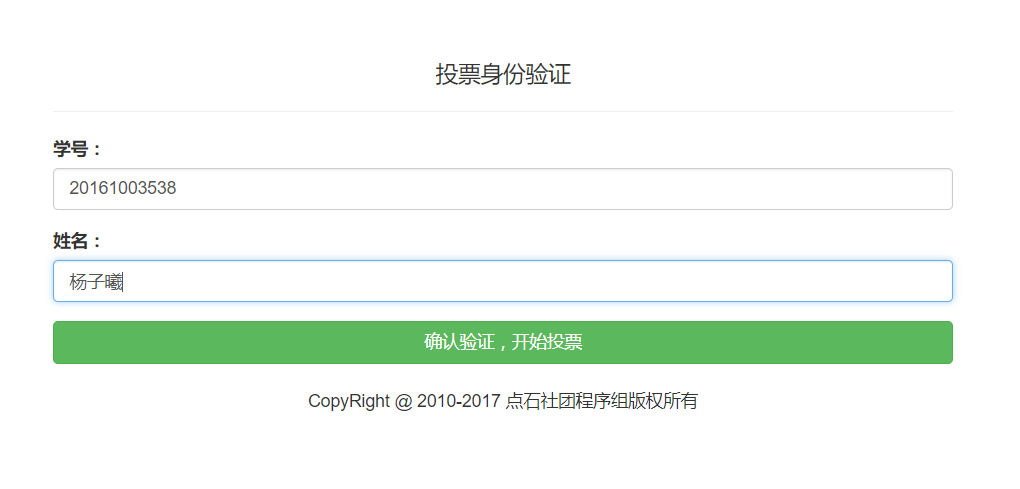 投票身份验证
学号：
20161003538
姓名：
杨子曦
确认验证，开始投票
CopyRight @ 2010-2017 点石社团程序组版权所有